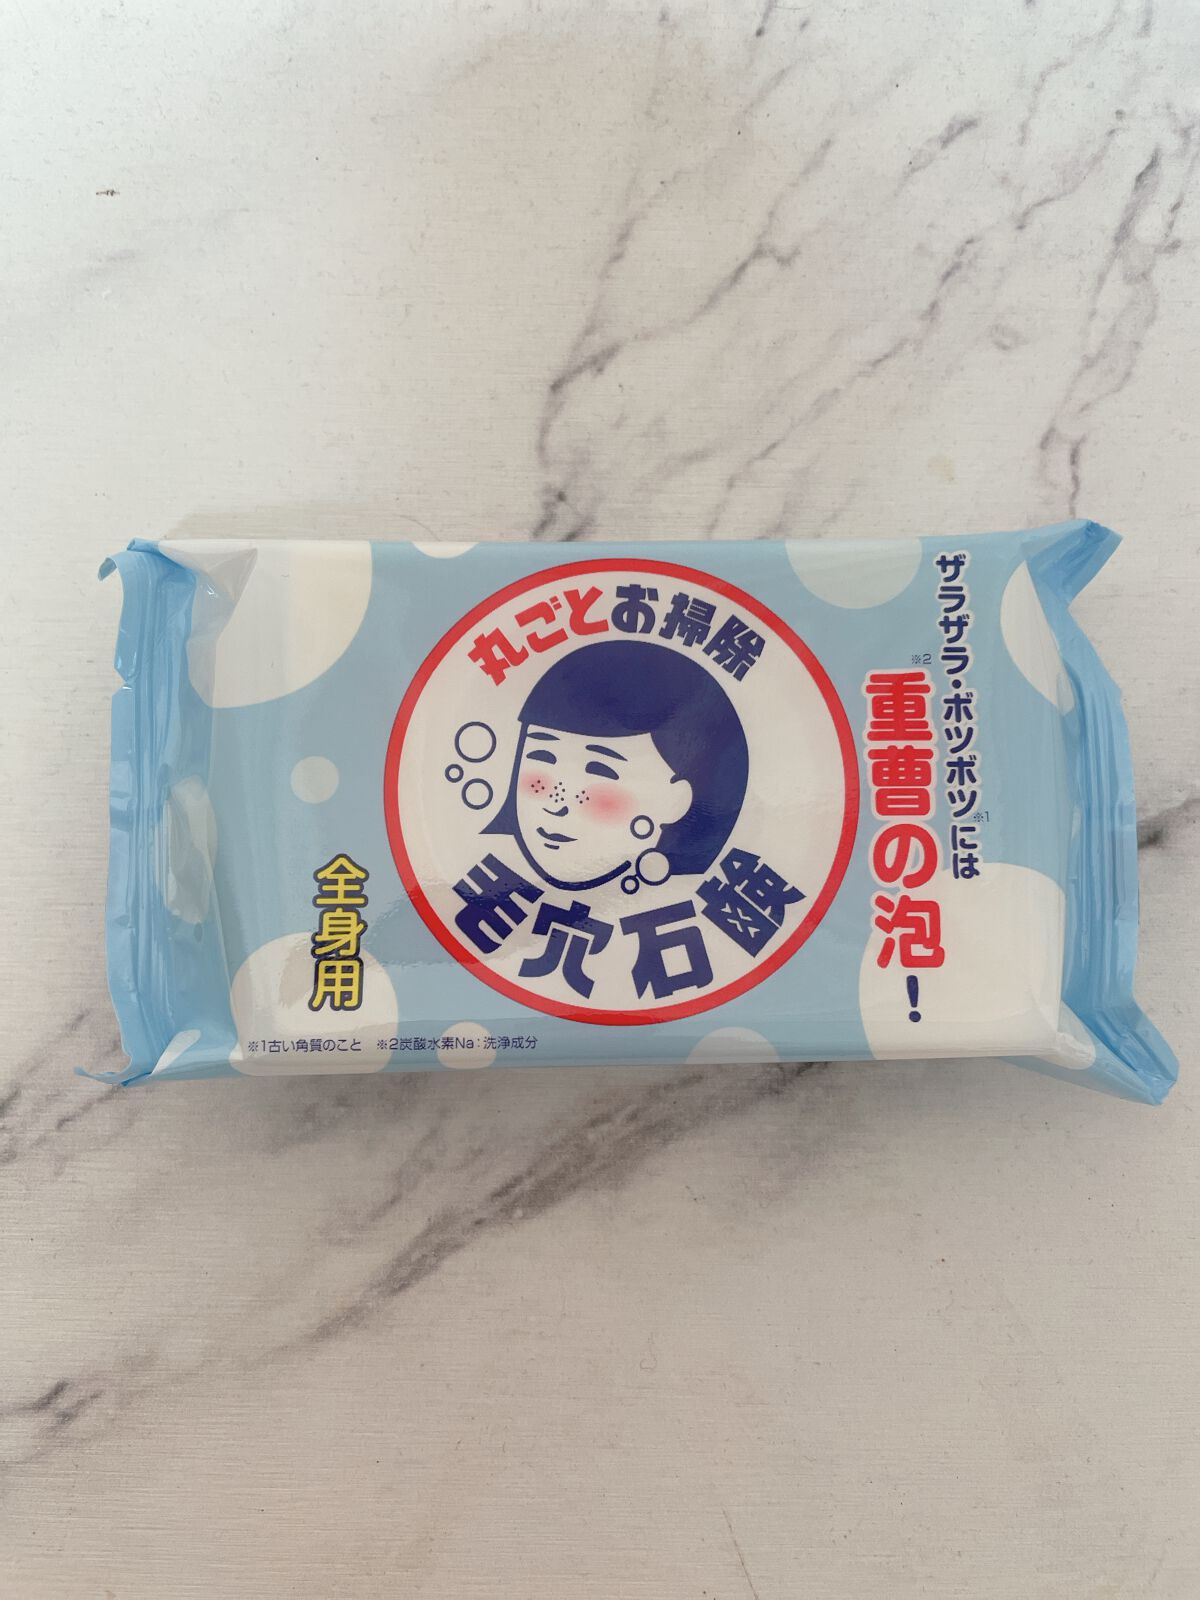 丸ごとお掃除
毛穴石鹸
ザラザラ・ボツボツ※1には
※2
重曹の泡!
全身用
※1古い角質のこと ※2炭酸水素Na:洗浄成分